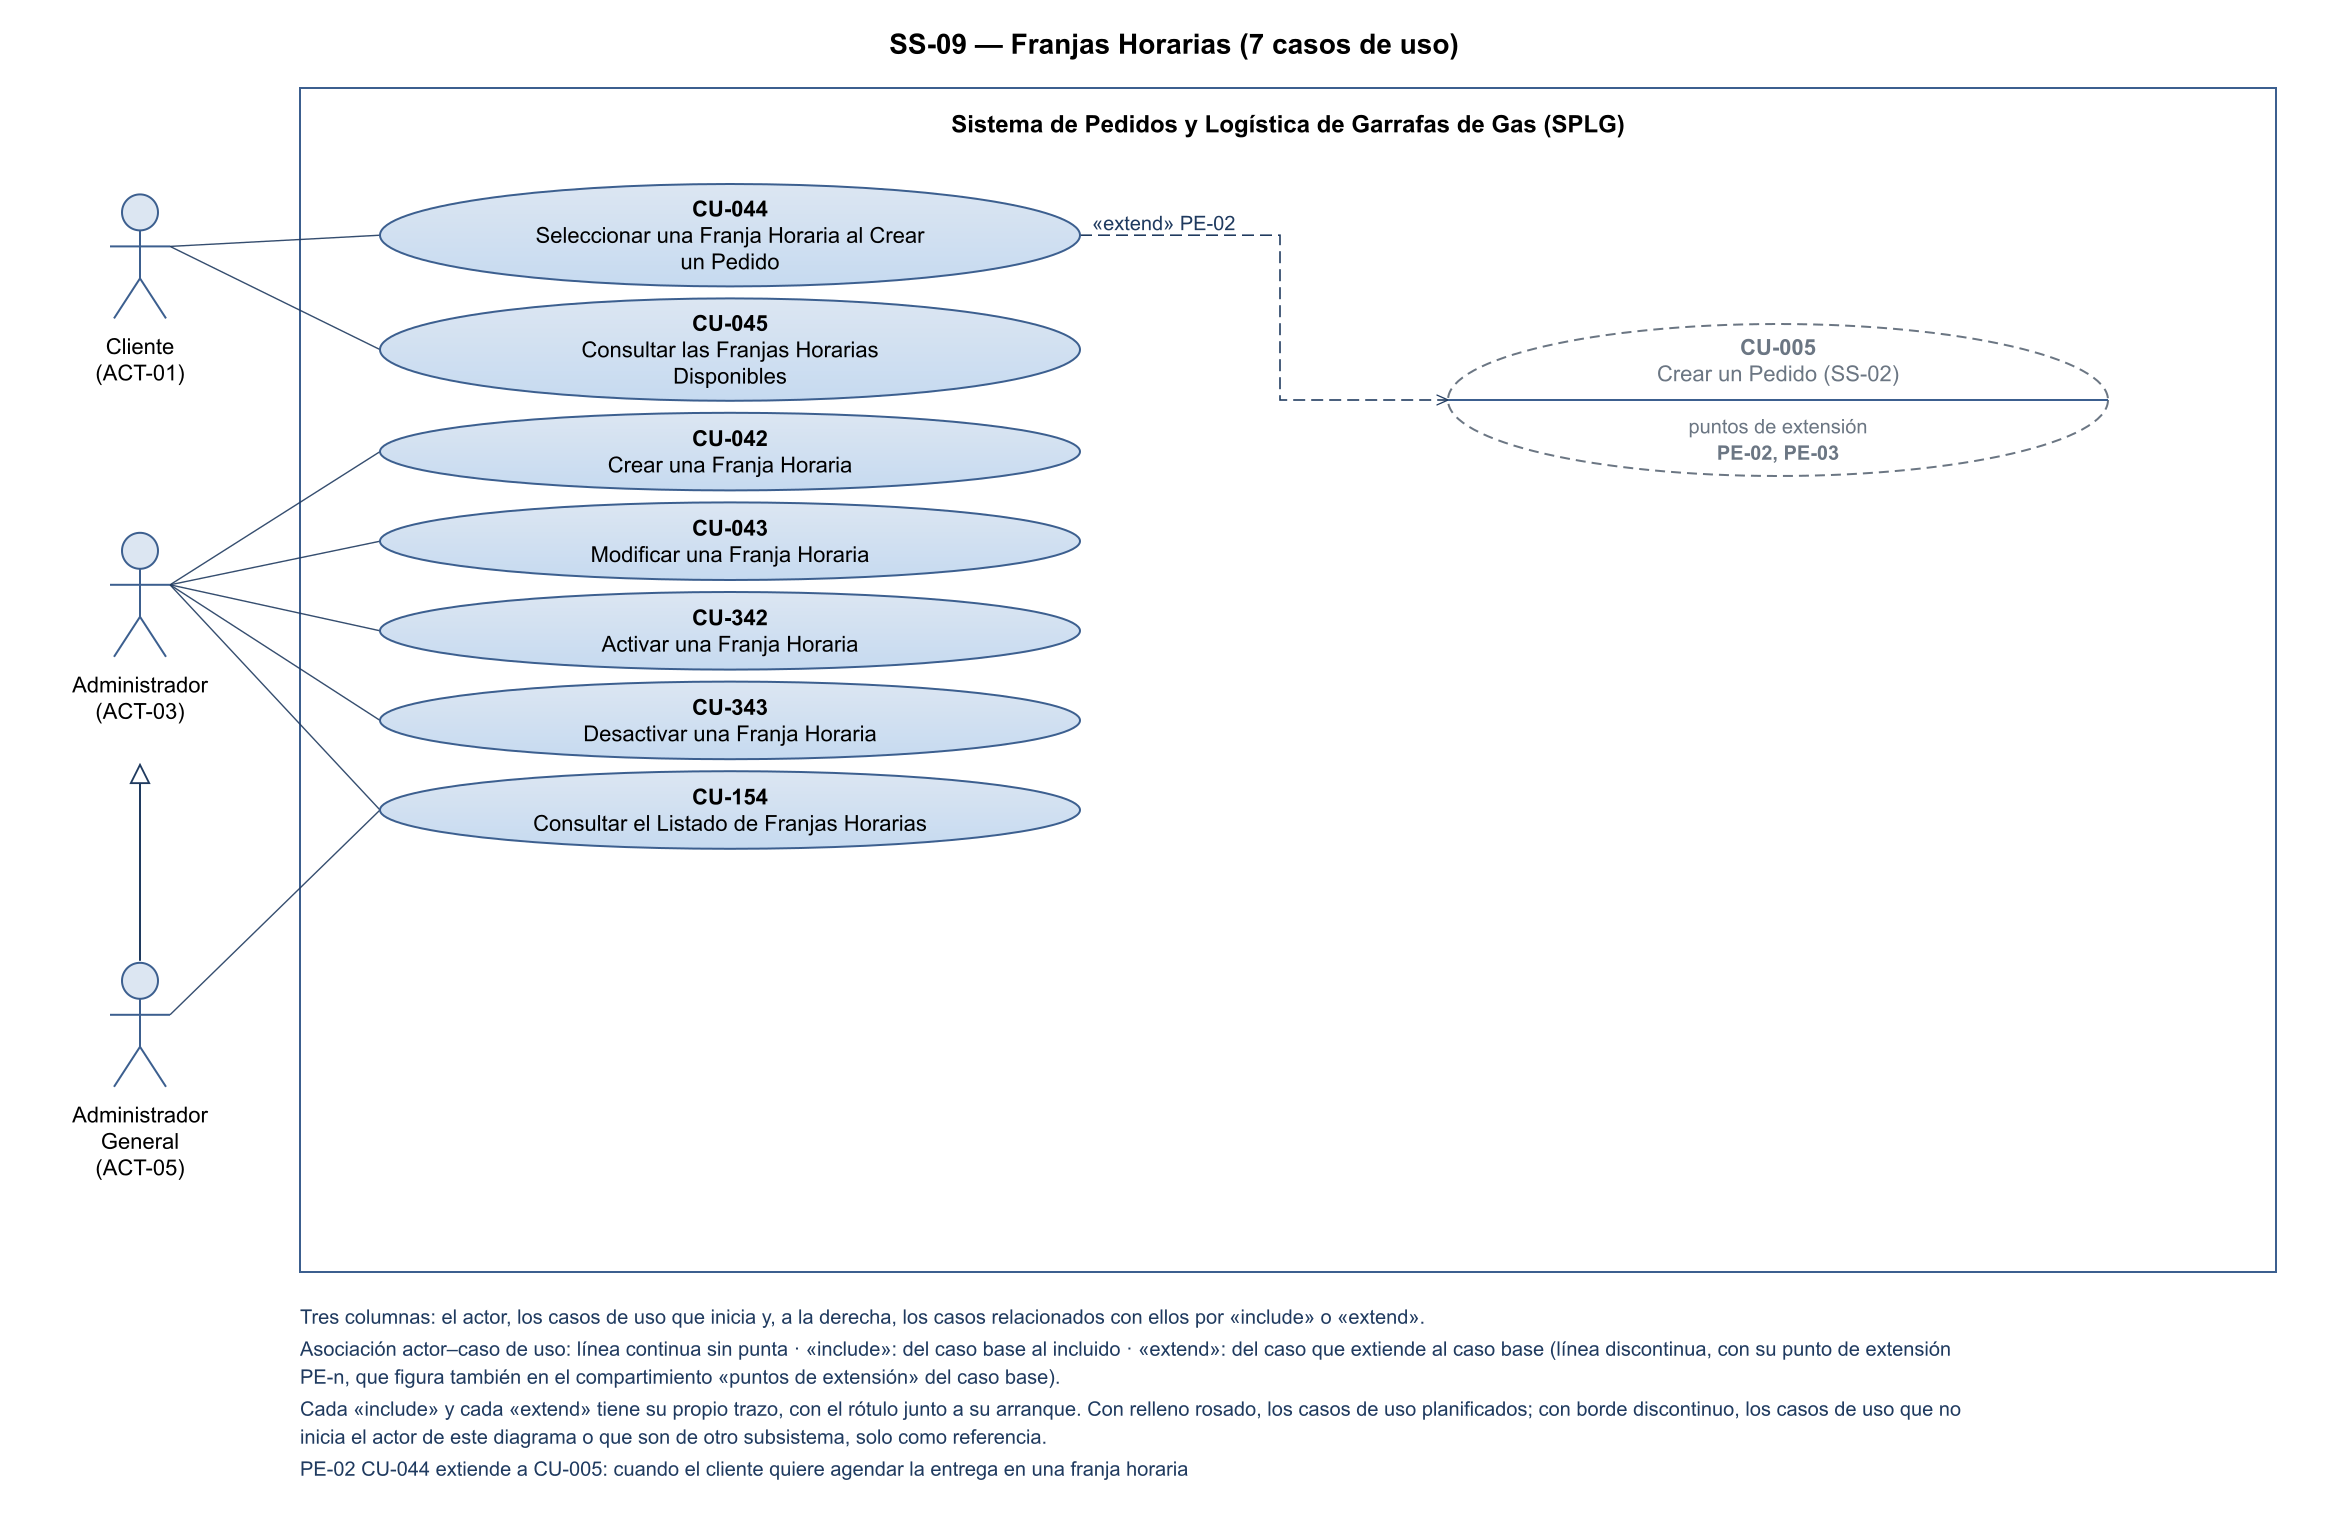 SS-09 — Franjas Horarias (7 casos de uso)
Sistema de Pedidos y Logística de Garrafas de Gas (SPLG)
Cliente
(ACT-01)
CU-044
Seleccionar una Franja Horaria al Crear
un Pedido
«extend» PE-02
CU-045
Consultar las Franjas Horarias
Disponibles
CU-005
Crear un Pedido (SS-02)
puntos de extensión
PE-02, PE-03
CU-042
Crear una Franja Horaria
CU-043
Modificar una Franja Horaria
Administrador
(ACT-03)
CU-342
Activar una Franja Horaria
CU-343
Desactivar una Franja Horaria
CU-154
Consultar el Listado de Franjas Horarias
Administrador
General
(ACT-05)
Tres columnas: el actor, los casos de uso que inicia y, a la derecha, los casos relacionados con ellos por «include» o «extend».
Asociación actor–caso de uso: línea continua sin punta · «include»: del caso base al incluido · «extend»: del caso que extiende al caso base (línea discontinua, con su punto de extensión
PE-n, que figura también en el compartimiento «puntos de extensión» del caso base).
Cada «include» y cada «extend» tiene su propio trazo, con el rótulo junto a su arranque. Con relleno rosado, los casos de uso planificados; con borde discontinuo, los casos de uso que no
inicia el actor de este diagrama o que son de otro subsistema, solo como referencia.
PE-02 CU-044 extiende a CU-005: cuando el cliente quiere agendar la entrega en una franja horaria